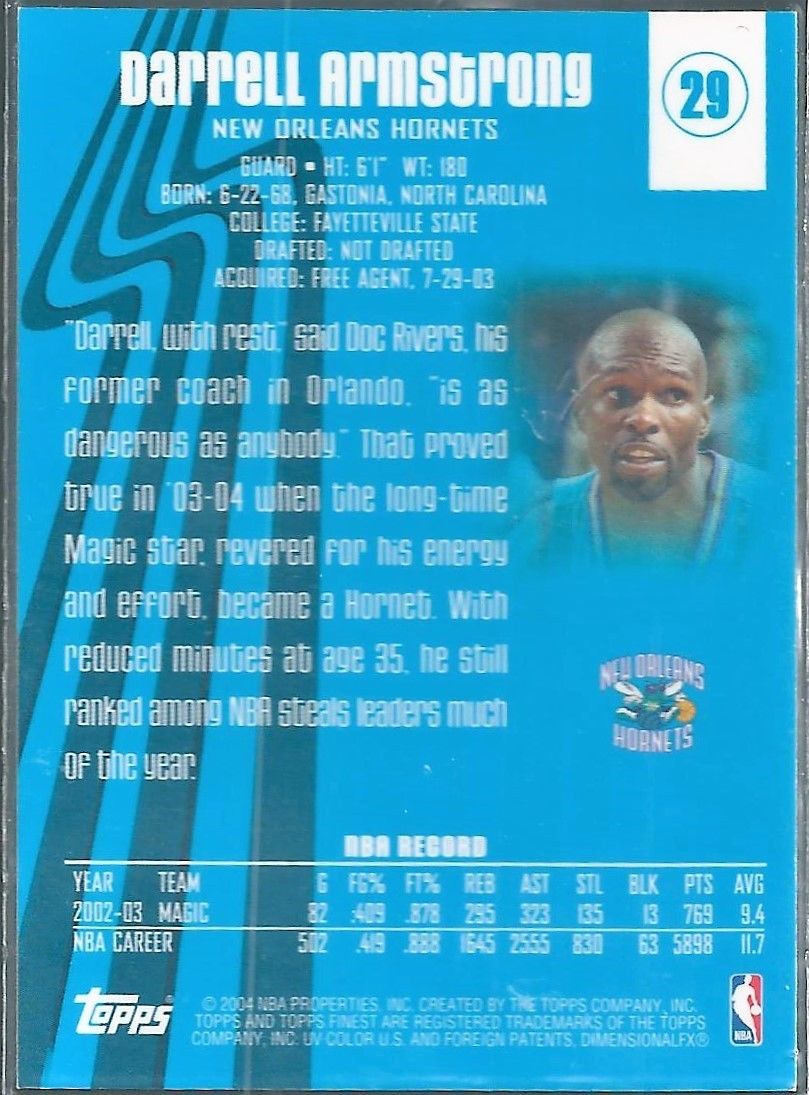 Darrell Armstrong
29
NEW ORLEANS HORNETS
GUARD • HT: 6'1" WT: 180
BORN: 6-22-68, GASTONIA, NORTH CAROLINA
COLLEGE: FAYETTEVILLE STATE
DRAFTED: NOT DRAFTED
ACQUIRED: FREE AGENT, 7-29-03
"Darrell, with rest," said Doc Rivers, his
former coach in Orlando, "is as
dangerous as anybody." That proved
true in '03-04 when the long-time
Magic star, revered for his energy
and effort, became a Hornet. With
reduced minutes at age 35, he still
ranked among NBA steals leaders much
of the year.
NEW ORLEANS
HORNETS
NBA RECORD
YEAR TEAM G FG% FT% REB AST STL BLK PTS AVG
2002-03 MAGIC 82 .409 .878 295 323 135 13 769 9.4
NBA CAREER 502 .419 .888 1645 2555 830 63 5898 11.7
topps
© 2004 NBA PROPERTIES, INC. CREATED BY THE TOPPS COMPANY, INC.
TOPPS AND TOPPS FINEST ARE REGISTERED TRADEMARKS OF THE TOPPS
COMPANY, INC. UV COLOR U.S. AND FOREIGN PATENTS, DIMENSIONALFX®
NBA